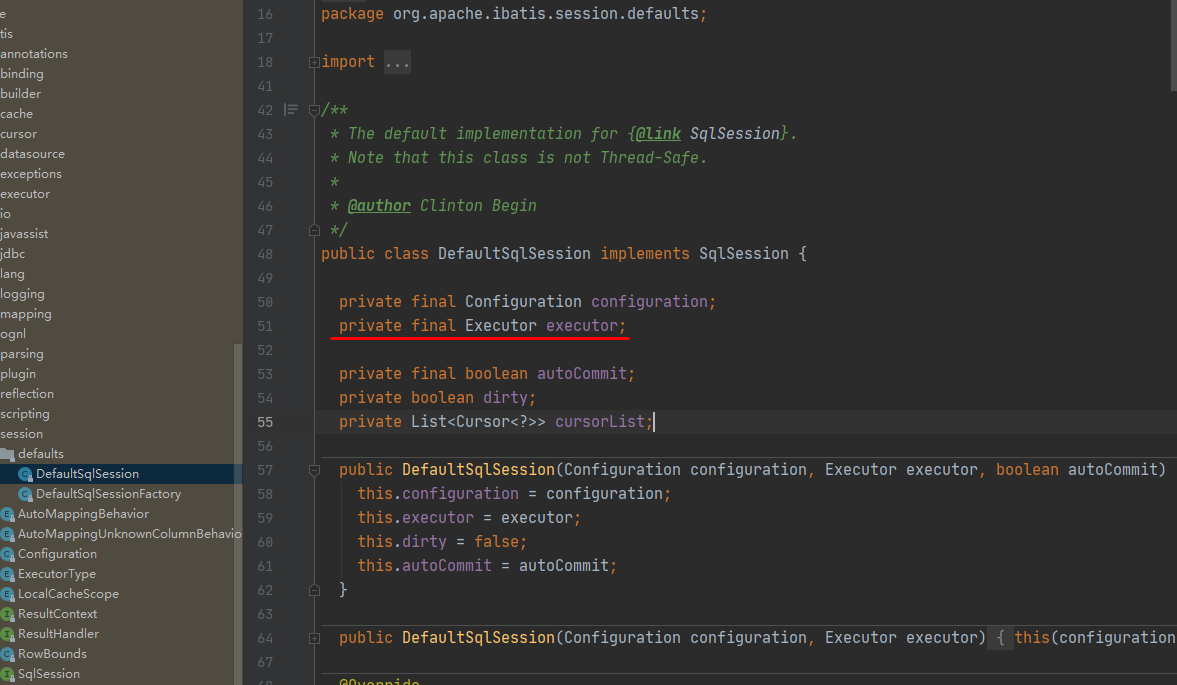 e
tis
annotations
binding
builder
cache
cursor
datasource
exceptions
executor
io
javassist
jdbc
lang
logging
mapping
ognl
parsing
plugin
reflection
scripting
session
defaults
DefaultSqlSession
DefaultSqlSessionFactory
AutoMappingBehavior
AutoMappingUnknownColumnBehavio
Configuration
ExecutorType
LocalCacheScope
ResultContext
ResultHandler
RowBounds
SqlSession
16 package org.apache.ibatis.session.defaults;
17
18 import ...
41
42 /**
43 * The default implementation for {@link SqlSession}.
44 * Note that this class is not Thread-Safe.
45 *
46 * @author Clinton Begin
47 */
48 public class DefaultSqlSession implements SqlSession {
49
50 private final Configuration configuration;
51 private final Executor executor;
52
53 private final boolean autoCommit;
54 private boolean dirty;
55 private List<Cursor<?>> cursorList;
56
57 public DefaultSqlSession(Configuration configuration, Executor executor, boolean autoCommit)
58 this.configuration = configuration;
59 this.executor = executor;
60 this.dirty = false;
61 this.autoCommit = autoCommit;
62 }
63
64 public DefaultSqlSession(Configuration configuration, Executor executor) { this(configuration
67
68 @Override